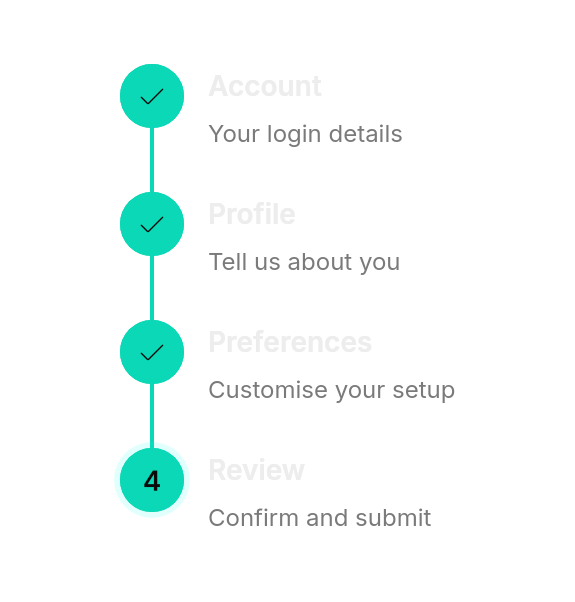 Account
Your login details
Profile
Tell us about you
Preferences
Customise your setup
4
Review
Confirm and submit